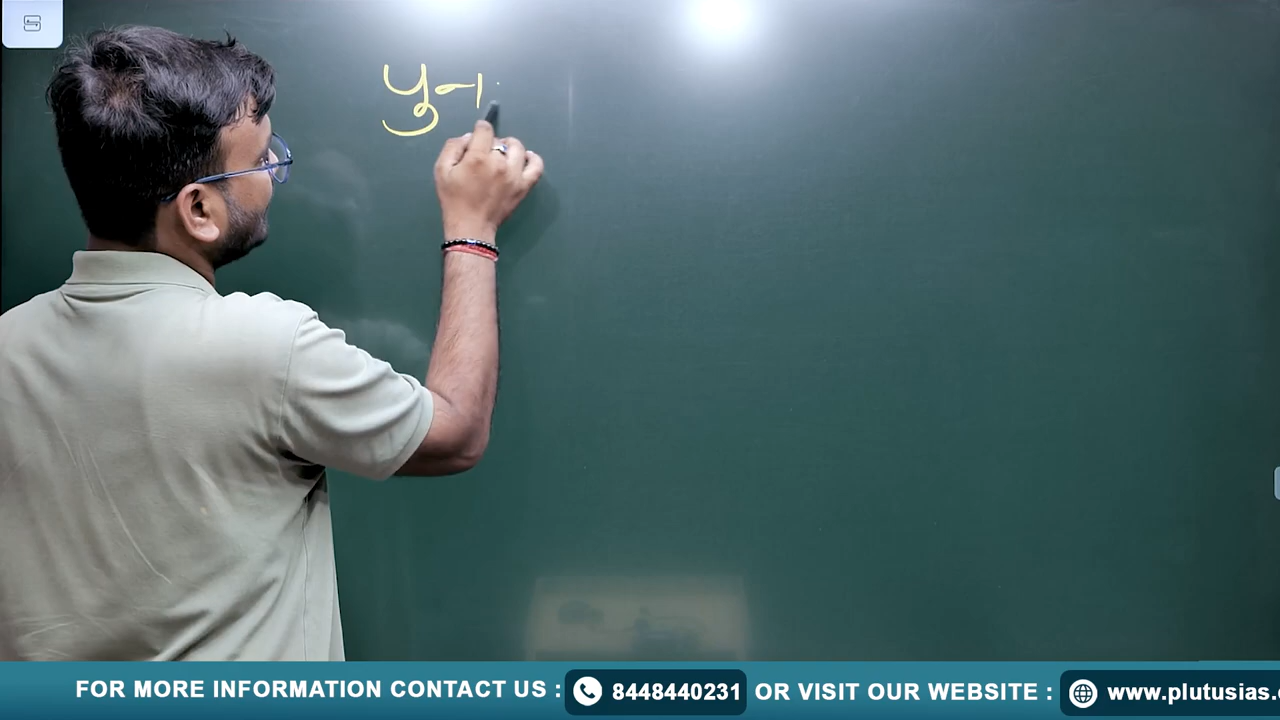 पुन
FOR MORE INFORMATION CONTACT US : 8448440231 OR VISIT OUR WEBSITE : www.plutusias.c